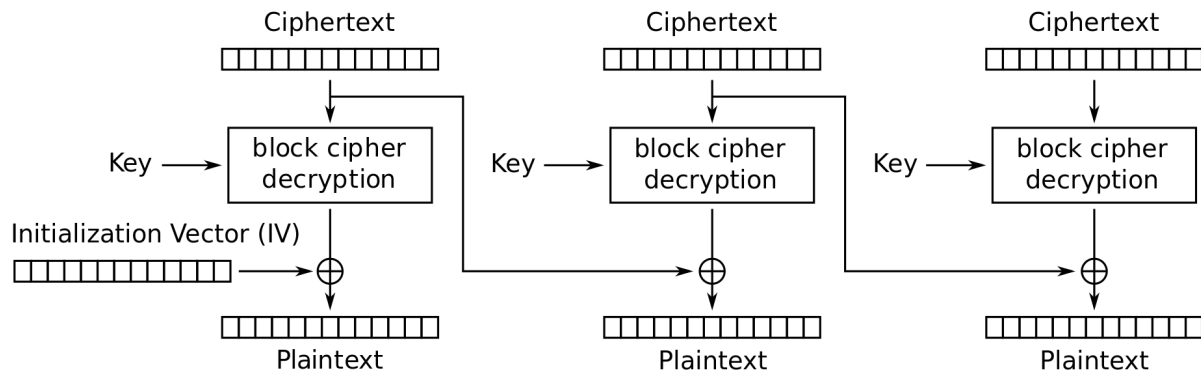 Ciphertext
Ciphertext
Ciphertext
Key
block cipher
decryption
Key
block cipher
decryption
Key
block cipher
decryption
Initialization Vector (IV)
Plaintext
Plaintext
Plaintext